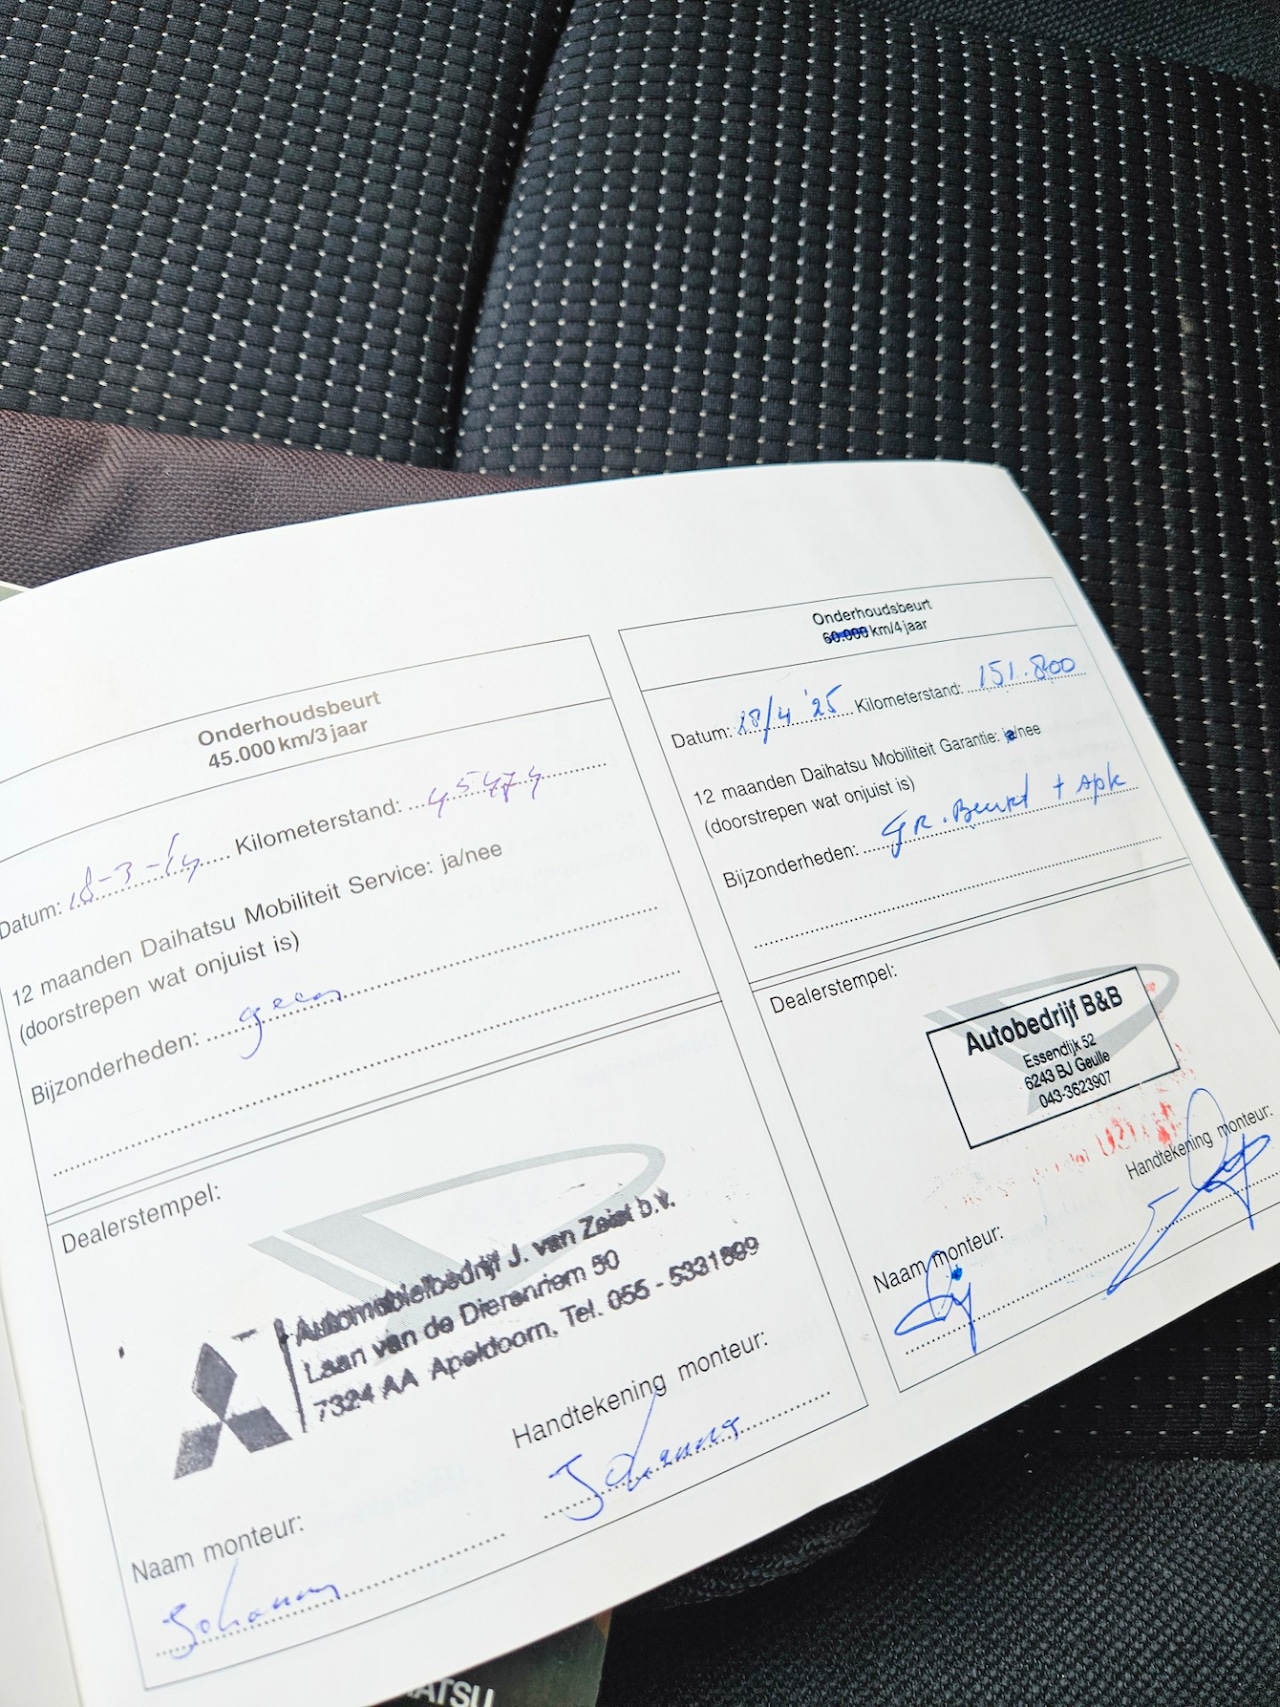 Onderhoudsbeurt
45.000 km/3 jaar
Datum: 18-3-14 Kilometerstand: 45474
12 maanden Daihatsu Mobiliteit Service: ja/nee
(doorstrepen wat onjuist is)
Bijzonderheden: geen
Dealerstempel:
Automobielbedrijf J. van Zeist b.v.
Laan van de Dierenriem 50
7324 AA Apeldoorn, Tel. 055 - 5331899
Handtekening monteur:
Johannes
Naam monteur:
Johannes
Onderhoudsbeurt
60.000 km/4 jaar
Datum: 18/4 '25 Kilometerstand: 151.800
12 maanden Daihatsu Mobiliteit Garantie: ja/nee
(doorstrepen wat onjuist is)
Bijzonderheden: gr. Beurt + apk
Dealerstempel:
Autobedrijf B&B
Essendijk 52
6243 BJ Geulle
043-3623907
Handtekening monteur:
Naam monteur:
ATSU